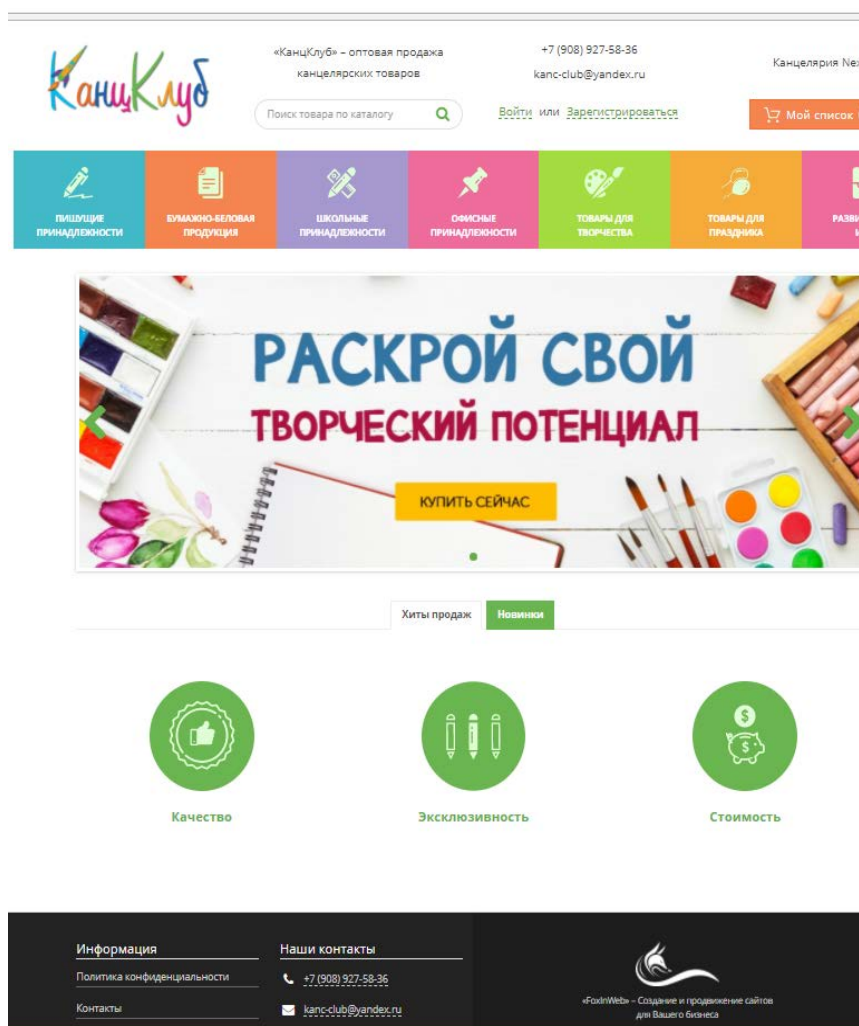 КанцКлуб
«КанцКлуб» – оптовая продажа
канцелярских товаров
+7 (908) 927-58-36
kanc-club@yandex.ru
Канцелярия Nex
Поиск товара по каталогу
Войти или Зарегистрироваться
Мой список
ПИШУЩИЕ
ПРИНАДЛЕЖНОСТИ
БУМАЖНО-БЕЛОВАЯ
ПРОДУКЦИЯ
ШКОЛЬНЫЕ
ПРИНАДЛЕЖНОСТИ
ОФИСНЫЕ
ПРИНАДЛЕЖНОСТИ
ТОВАРЫ ДЛЯ
ТВОРЧЕСТВА
ТОВАРЫ ДЛЯ
ПРАЗДНИКА
РАСКРОЙ СВОЙ
ТВОРЧЕСКИЙ ПОТЕНЦИАЛ
КУПИТЬ СЕЙЧАС
Хиты продаж
Новинки
Качество
Эксклюзивность
Стоимость
Информация
Политика конфиденциальности
Контакты
Наши контакты
+7 (908) 927-58-36
kanc-club@yandex.ru
«FoxInWeb» – Создание и продвижение сайтов
для Вашего бизнеса